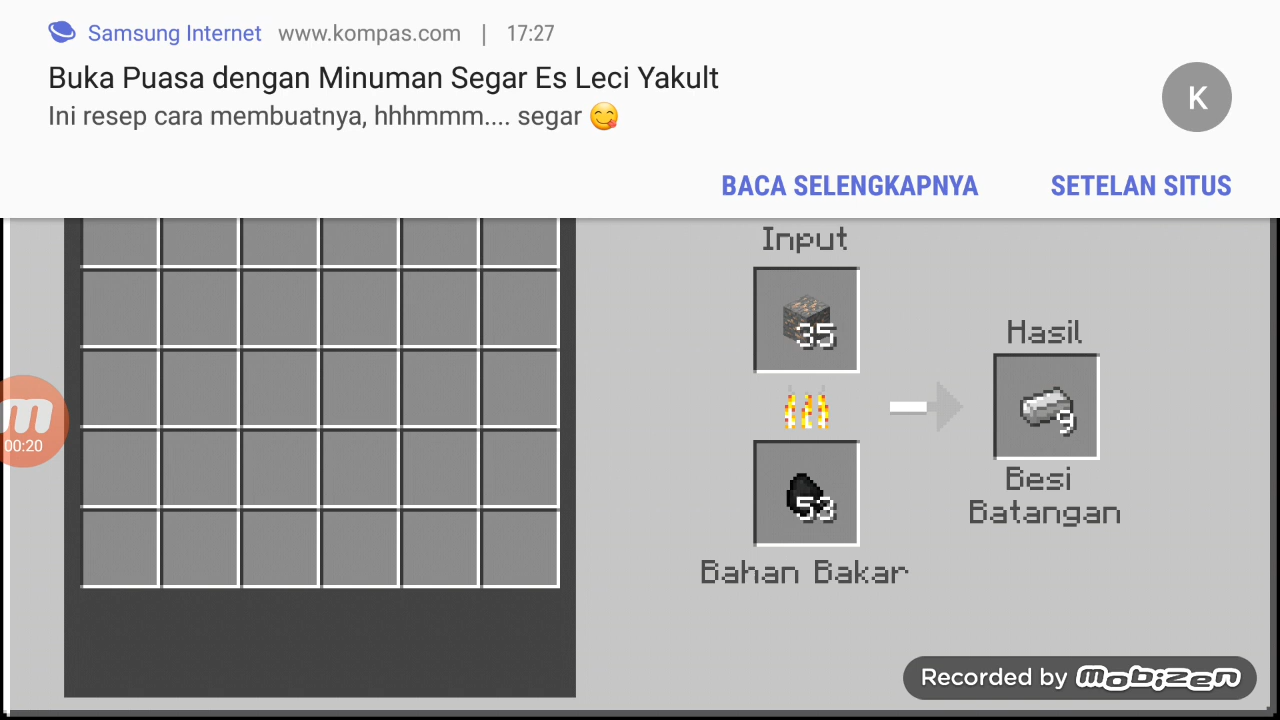 Samsung Internet www.kompas.com | 17:27
Buka Puasa dengan Minuman Segar Es Leci Yakult
Ini resep cara membuatnya, hhhmmm.... segar 😋
K
BACA SELENGKAPNYA SETELAN SITUS
Input
35
Hasil
9
00:20
53
Besi
Batangan
Bahan Bakar
Recorded by mobizen